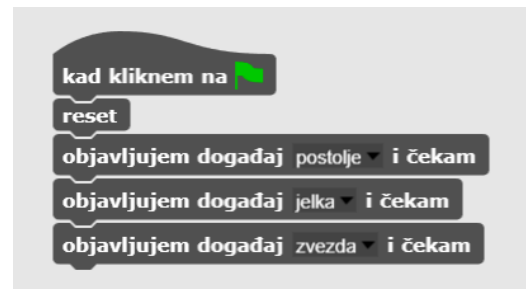 kad kliknem na
reset
objavljujem događaj postolje i čekam
objavljujem događaj jelka i čekam
objavljujem događaj zvezda i čekam